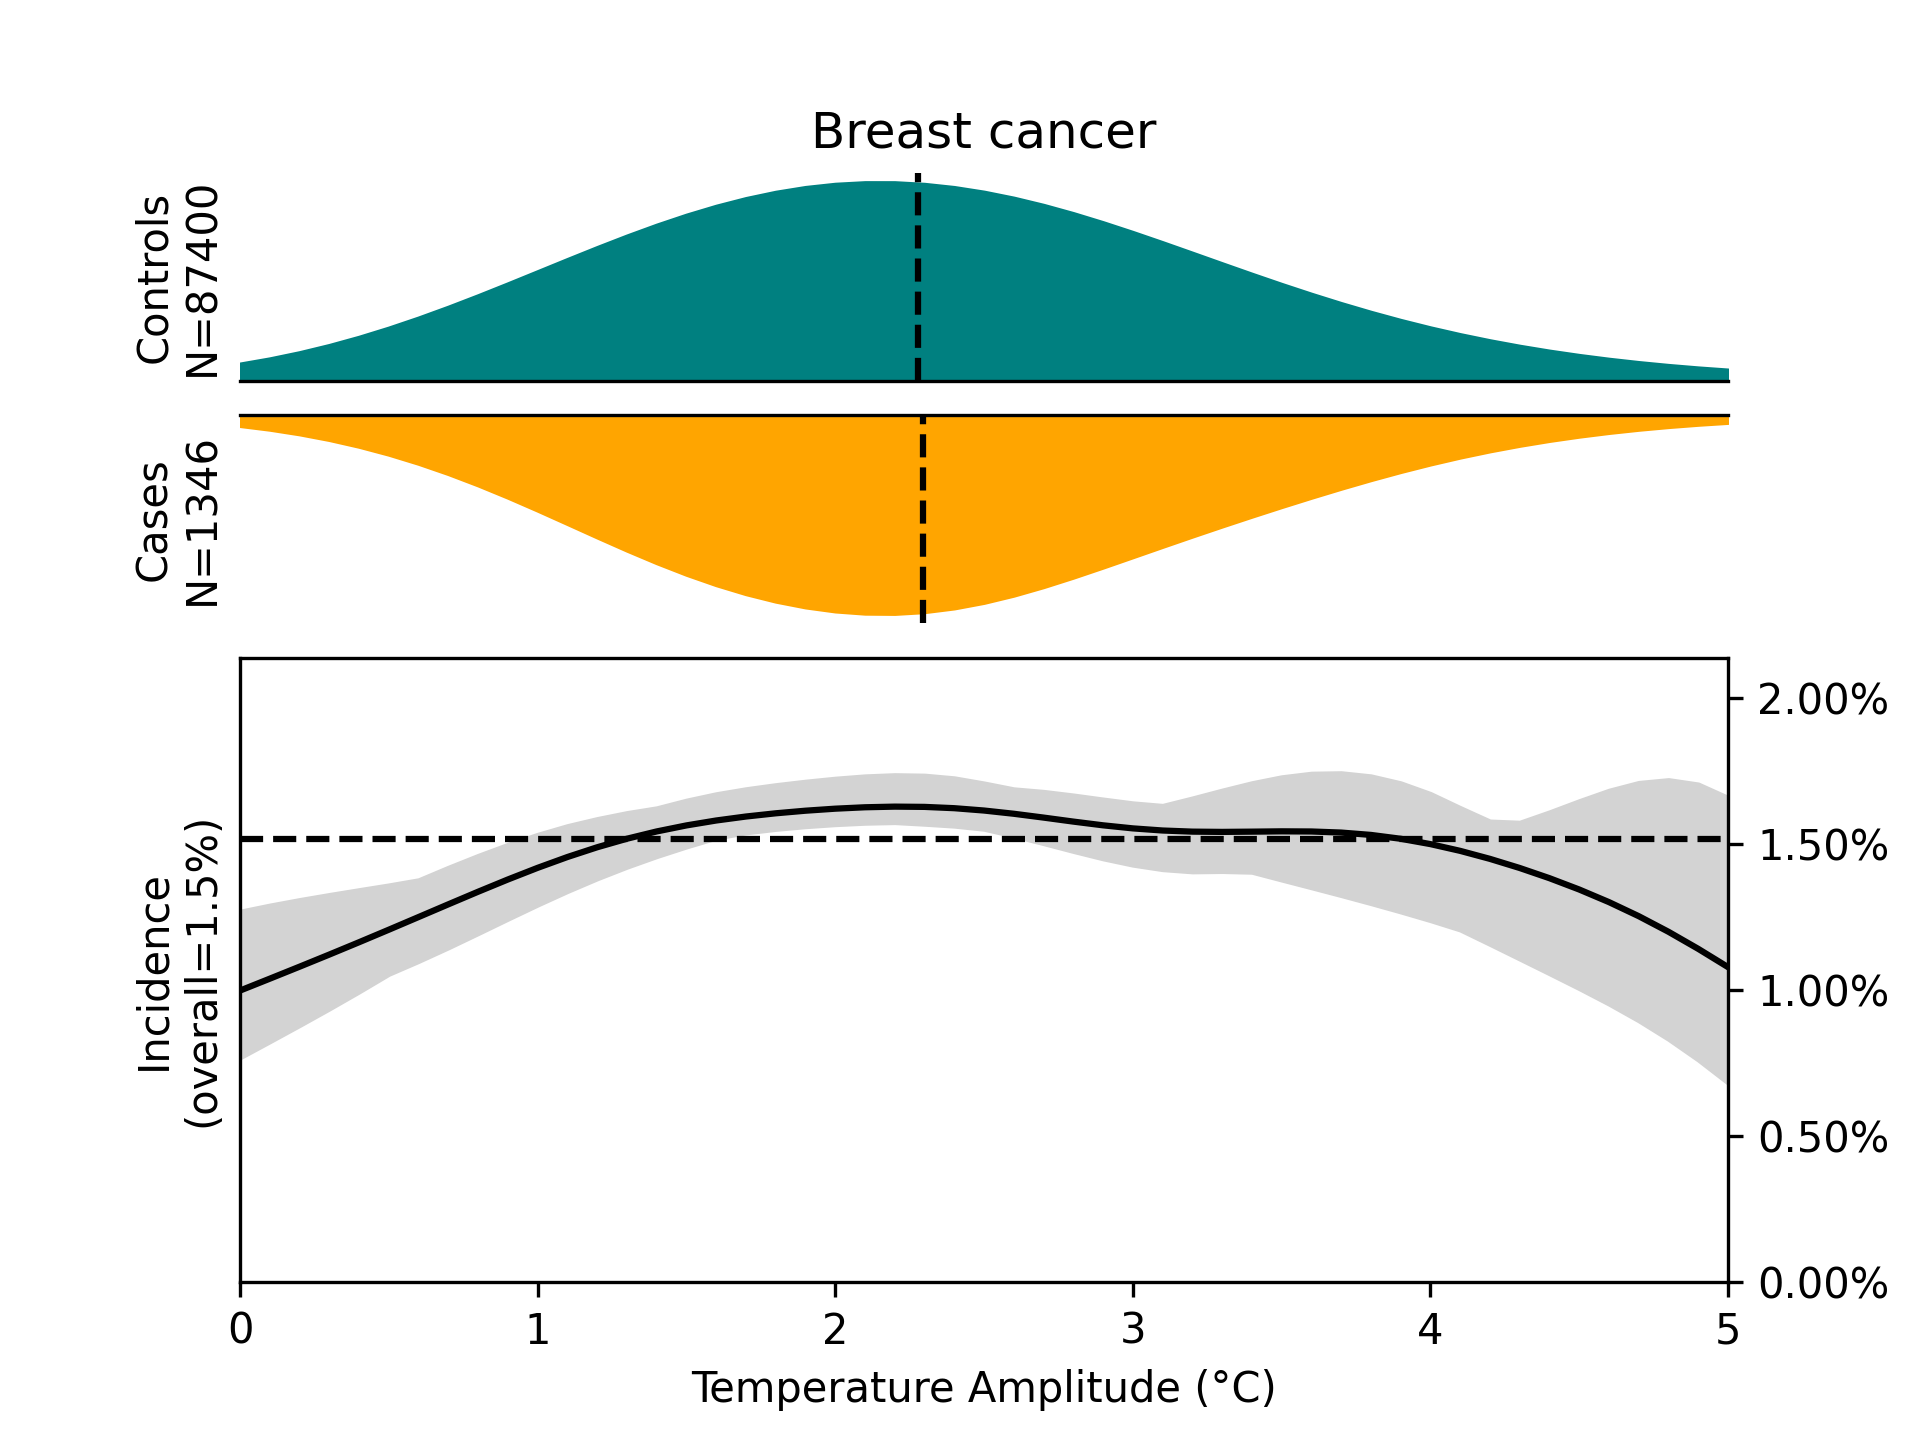 Breast cancer
Controls
N=87400
Cases
N=1346
Incidence
(overall=1.5%)
2.00%
1.50%
1.00%
0.50%
0.00%
0 1 2 3 4 5
Temperature Amplitude (°C)